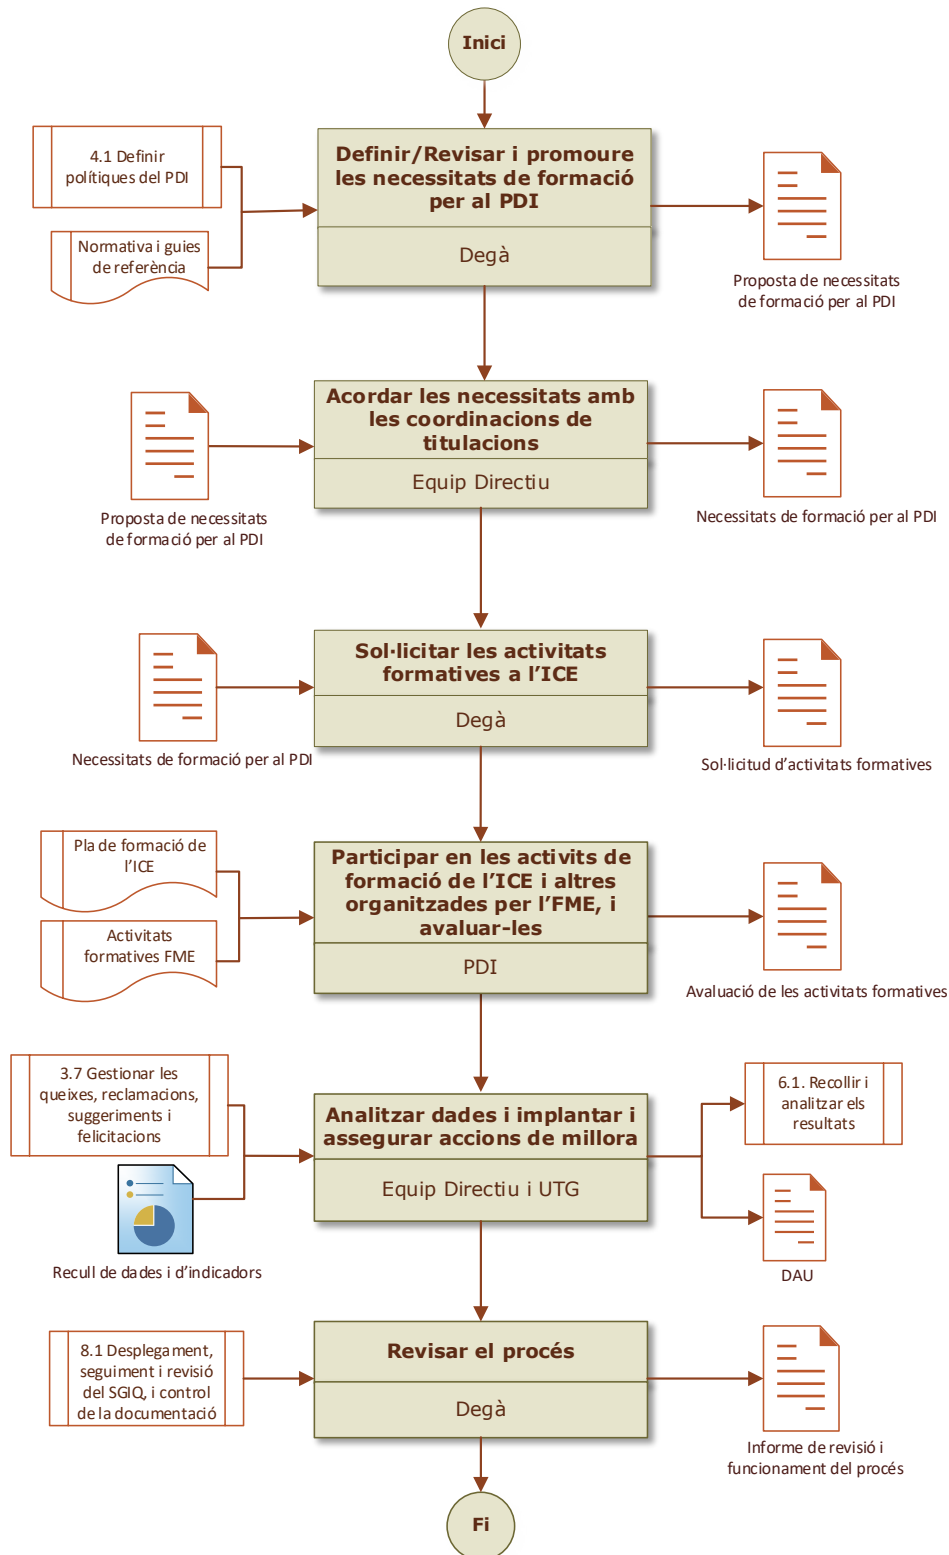 Inici
4.1 Definir
polítiques del PDI
Normativa i guies
de referència
Definir/Revisar i promoure
les necessitats de formació
per al PDI
Degà
Proposta de necessitats
de formació per al PDI
Proposta de necessitats
de formació per al PDI
Acordar les necessitats amb
les coordinacions de
titulacions
Equip Directiu
Necessitats de formació per al PDI
Necessitats de formació per al PDI
Sol·licitar les activitats
formatives a l’ICE
Degà
Sol·licitud d’activitats formatives
Pla de formació de
l’ICE
Activitats
formatives FME
Participar en les activits de
formació de l’ICE i altres
organitzades per l’FME, i
avaluar-les
PDI
Avaluació de les activitats formatives
3.7 Gestionar les
queixes, reclamacions,
suggeriments i
felicitacions
Recull de dades i d’indicadors
Analitzar dades i implantar i
assegurar accions de millora
Equip Directiu i UTG
6.1. Recollir i
analitzar els
resultats
DAU
8.1 Desplegament,
seguiment i revisió
del SGIQ, i control
de la documentació
Revisar el procés
Degà
Informe de revisió i
funcionament del procés
Fi